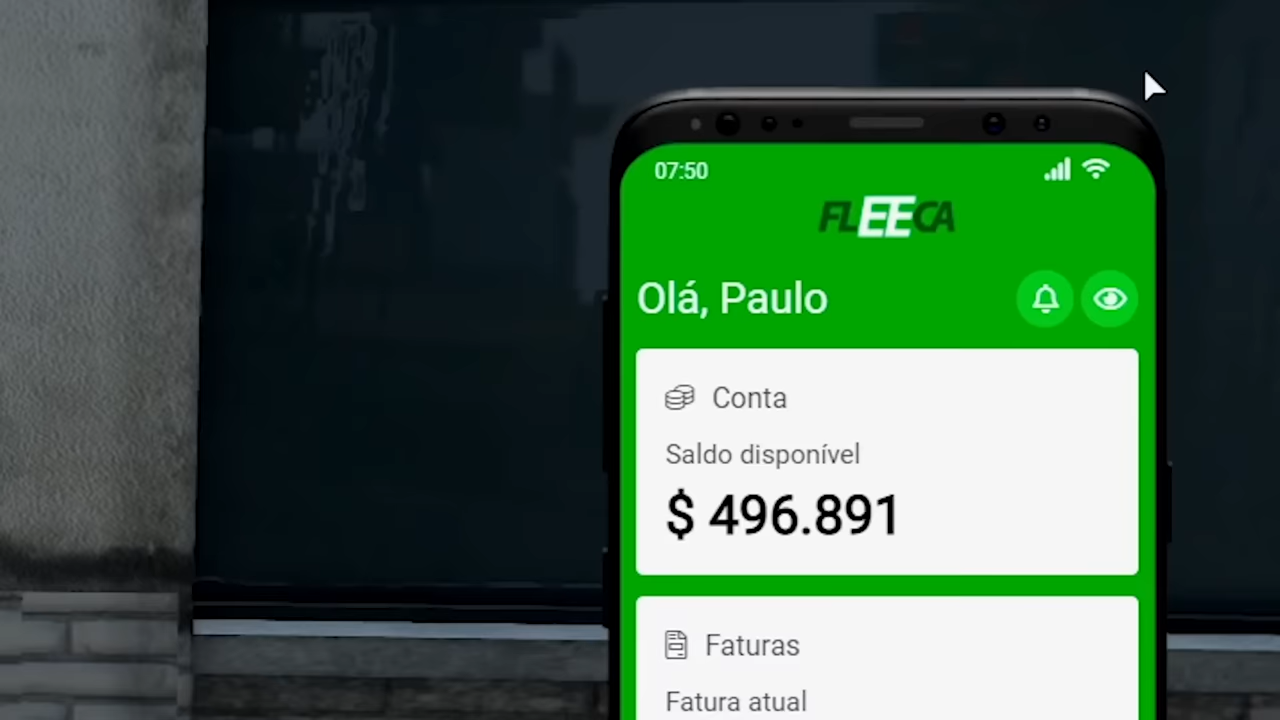 07:50
FLEECA
Olá, Paulo
Conta
Saldo disponível
$ 496.891
Faturas
Fatura atual